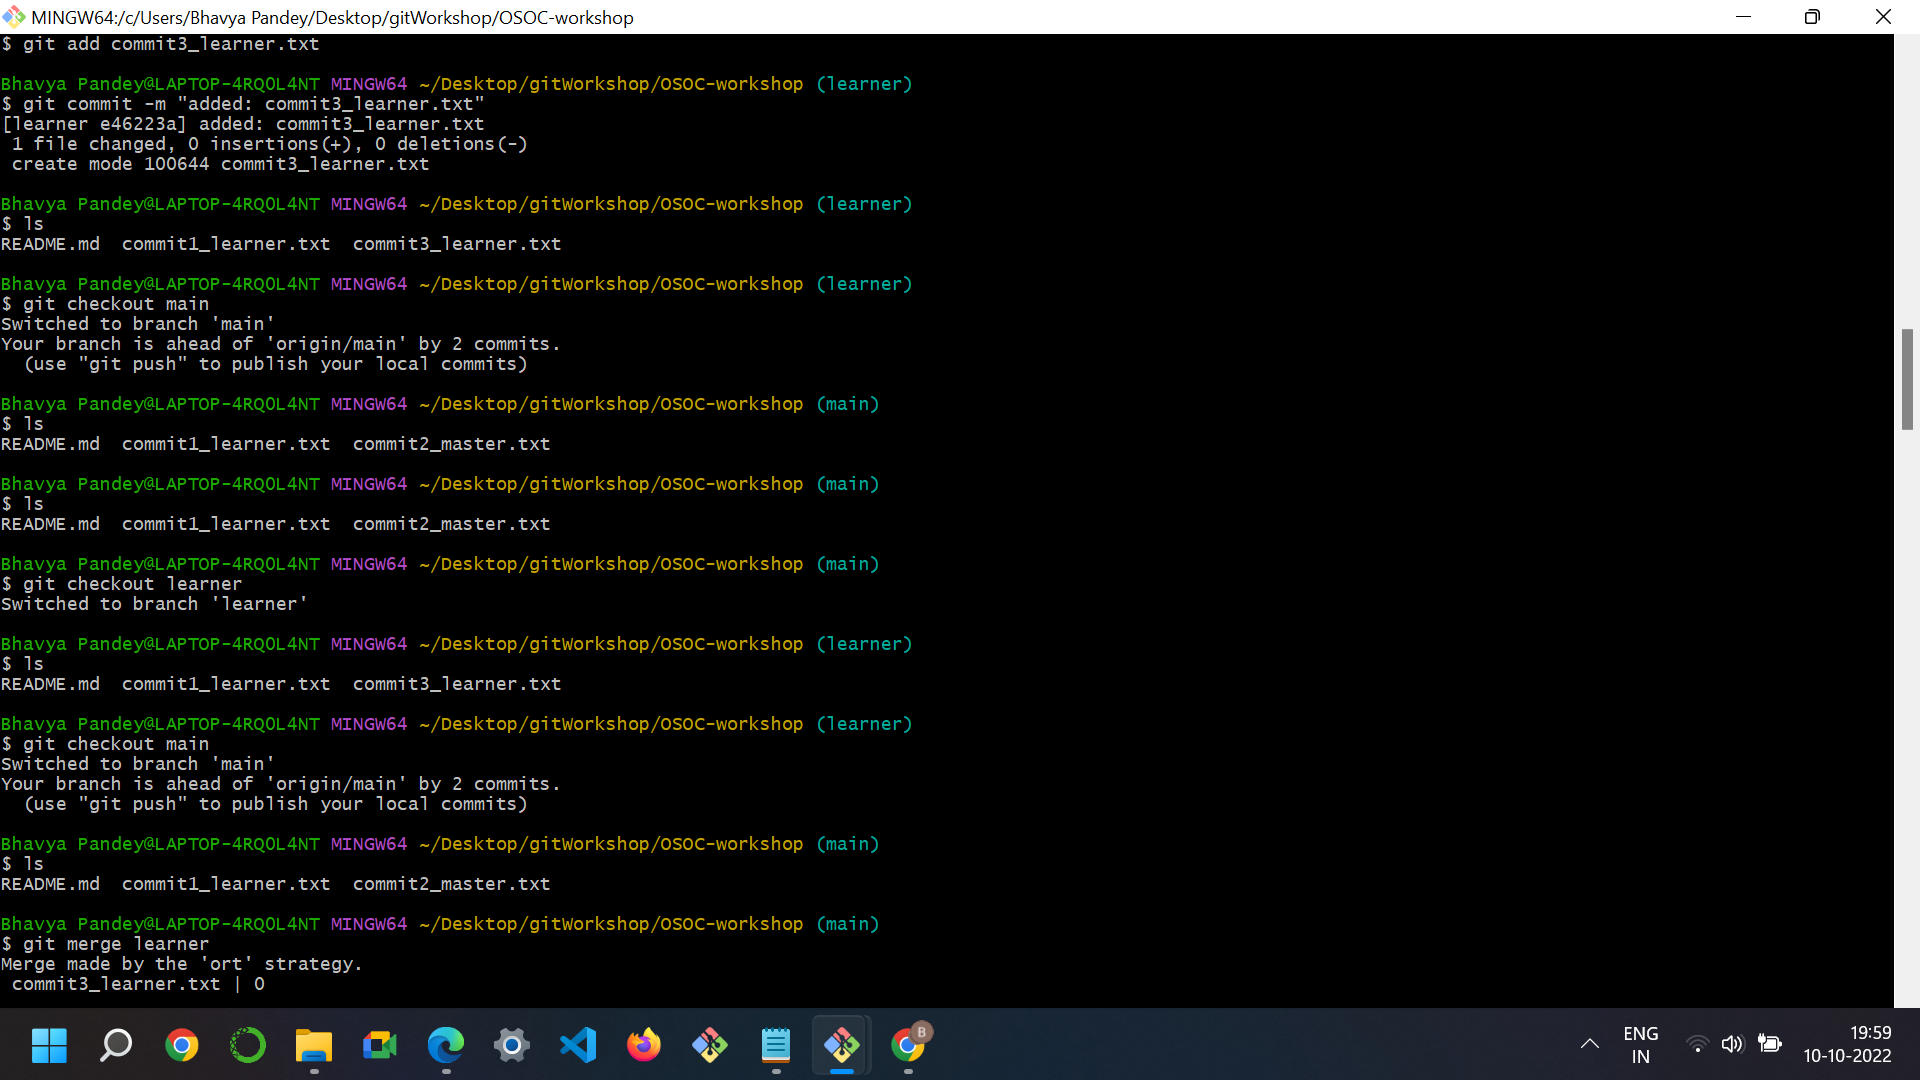 MINGW64:/c/Users/Bhavya Pandey/Desktop/gitWorkshop/OSOC-workshop
$ git add commit3_learner.txt
Bhavya Pandey@LAPTOP-4RQ0L4NT MINGW64 ~/Desktop/gitWorkshop/OSOC-workshop (learner)
$ git commit -m "added: commit3_learner.txt"
[learner e46223a] added: commit3_learner.txt
 1 file changed, 0 insertions(+), 0 deletions(-)
 create mode 100644 commit3_learner.txt
Bhavya Pandey@LAPTOP-4RQ0L4NT MINGW64 ~/Desktop/gitWorkshop/OSOC-workshop (learner)
$ ls
README.md  commit1_learner.txt  commit3_learner.txt
Bhavya Pandey@LAPTOP-4RQ0L4NT MINGW64 ~/Desktop/gitWorkshop/OSOC-workshop (learner)
$ git checkout main
Switched to branch 'main'
Your branch is ahead of 'origin/main' by 2 commits.
  (use "git push" to publish your local commits)
Bhavya Pandey@LAPTOP-4RQ0L4NT MINGW64 ~/Desktop/gitWorkshop/OSOC-workshop (main)
$ ls
README.md  commit1_learner.txt  commit2_master.txt
Bhavya Pandey@LAPTOP-4RQ0L4NT MINGW64 ~/Desktop/gitWorkshop/OSOC-workshop (main)
$ ls
README.md  commit1_learner.txt  commit2_master.txt
Bhavya Pandey@LAPTOP-4RQ0L4NT MINGW64 ~/Desktop/gitWorkshop/OSOC-workshop (main)
$ git checkout learner
Switched to branch 'learner'
Bhavya Pandey@LAPTOP-4RQ0L4NT MINGW64 ~/Desktop/gitWorkshop/OSOC-workshop (learner)
$ ls
README.md  commit1_learner.txt  commit3_learner.txt
Bhavya Pandey@LAPTOP-4RQ0L4NT MINGW64 ~/Desktop/gitWorkshop/OSOC-workshop (learner)
$ git checkout main
Switched to branch 'main'
Your branch is ahead of 'origin/main' by 2 commits.
  (use "git push" to publish your local commits)
Bhavya Pandey@LAPTOP-4RQ0L4NT MINGW64 ~/Desktop/gitWorkshop/OSOC-workshop (main)
$ ls
README.md  commit1_learner.txt  commit2_master.txt
Bhavya Pandey@LAPTOP-4RQ0L4NT MINGW64 ~/Desktop/gitWorkshop/OSOC-workshop (main)
$ git merge learner
Merge made by the 'ort' strategy.
 commit3_learner.txt | 0
B
ENG
IN
19:59
10-10-2022